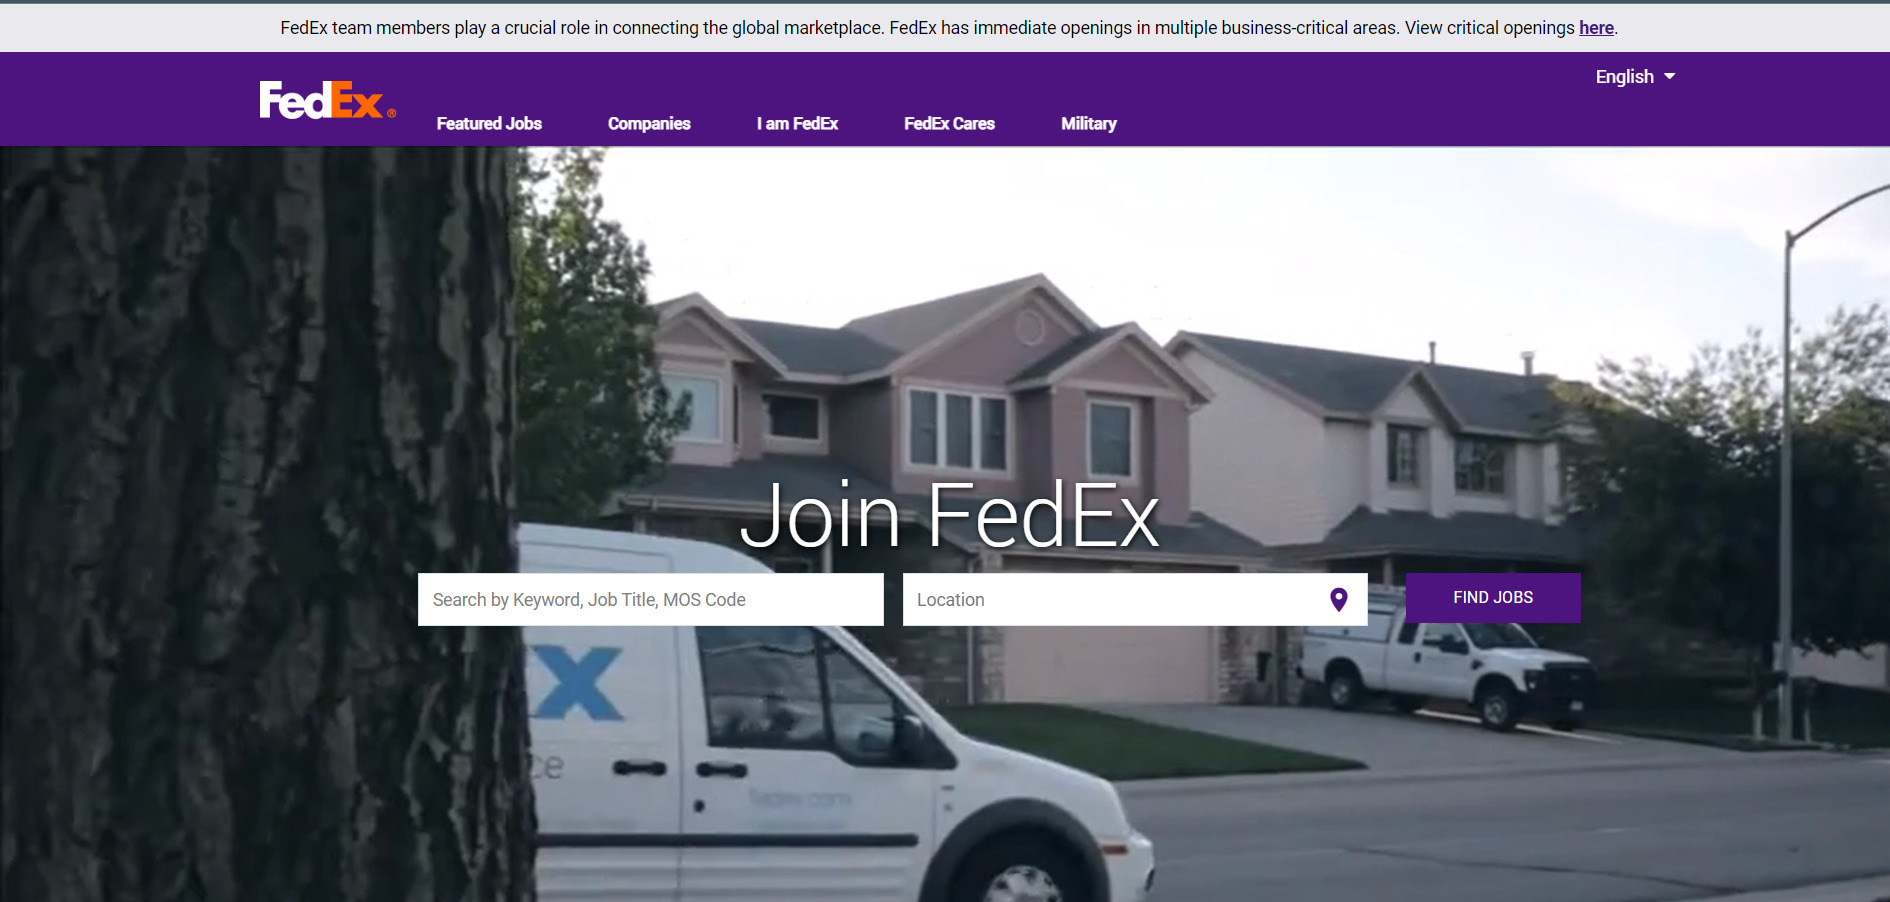 FedEx team members play a crucial role in connecting the global marketplace. FedEx has immediate openings in multiple business-critical areas. View critical openings here.
English
FedEx®
Featured Jobs Companies I am FedEx FedEx Cares Military
Join FedEx
Search by Keyword, Job Title, MOS Code Location FIND JOBS
x
ce
fedex.com